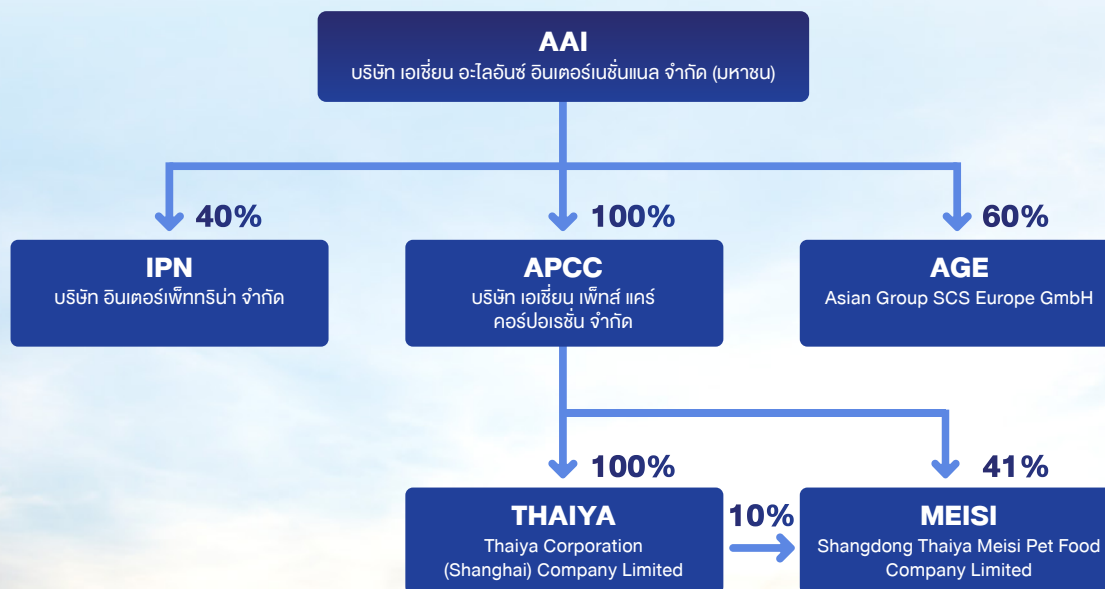 AAI
บริษัท เอเชี่ยน อะไลอันซ์ อินเตอร์เนชั่นแนล จำกัด (มหาชน)
40%
100%
60%
IPN
บริษัท อินเตอร์เพ็ททริน่า จำกัด
APCC
บริษัท เอเชี่ยน เพ็ทส์ แคร์
คอร์ปอเรชั่น จำกัด
AGE
Asian Group SCS Europe GmbH
100%
41%
THAIYA
Thaiya Corporation
(Shanghai) Company Limited
10%
MEISI
Shangdong Thaiya Meisi Pet Food
Company Limited